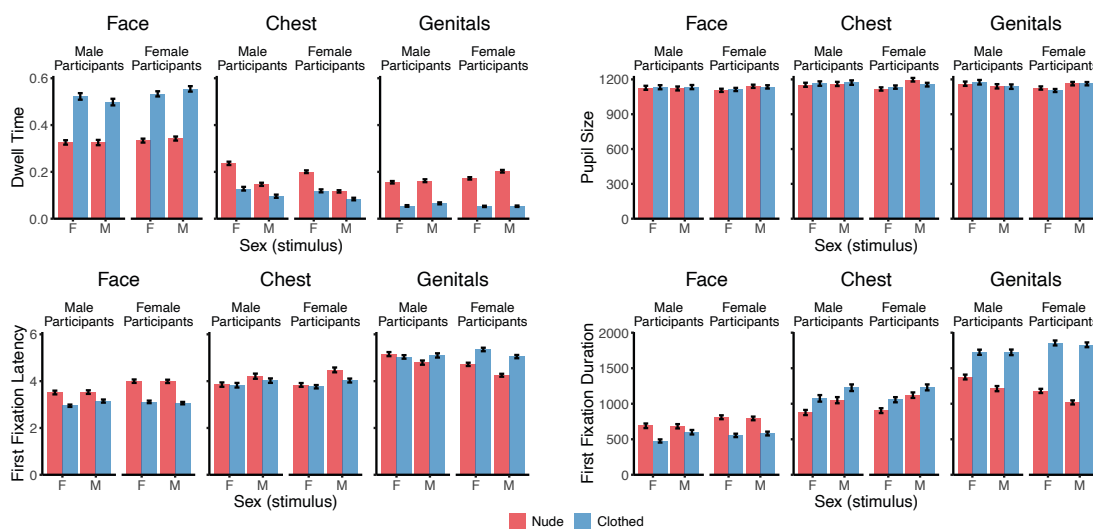 Face Chest Genitals
Male Participants Female Participants Male Participants Female Participants Male Participants Female Participants
Dwell Time
0.6
0.4
0.2
0.0
F M F M F M F M F M F M
Sex (stimulus)
Face Chest Genitals
Male Participants Female Participants Male Participants Female Participants Male Participants Female Participants
Pupil Size
1200
900
600
300
0
F M F M F M F M F M F M
Sex (stimulus)
Face Chest Genitals
Male Participants Female Participants Male Participants Female Participants Male Participants Female Participants
First Fixation Latency
6
4
2
0
F M F M F M F M F M F M
Sex (stimulus)
Face Chest Genitals
Male Participants Female Participants Male Participants Female Participants Male Participants Female Participants
First Fixation Duration
2000
1500
1000
500
0
F M F M F M F M F M F M
Sex (stimulus)
Nude Clothed